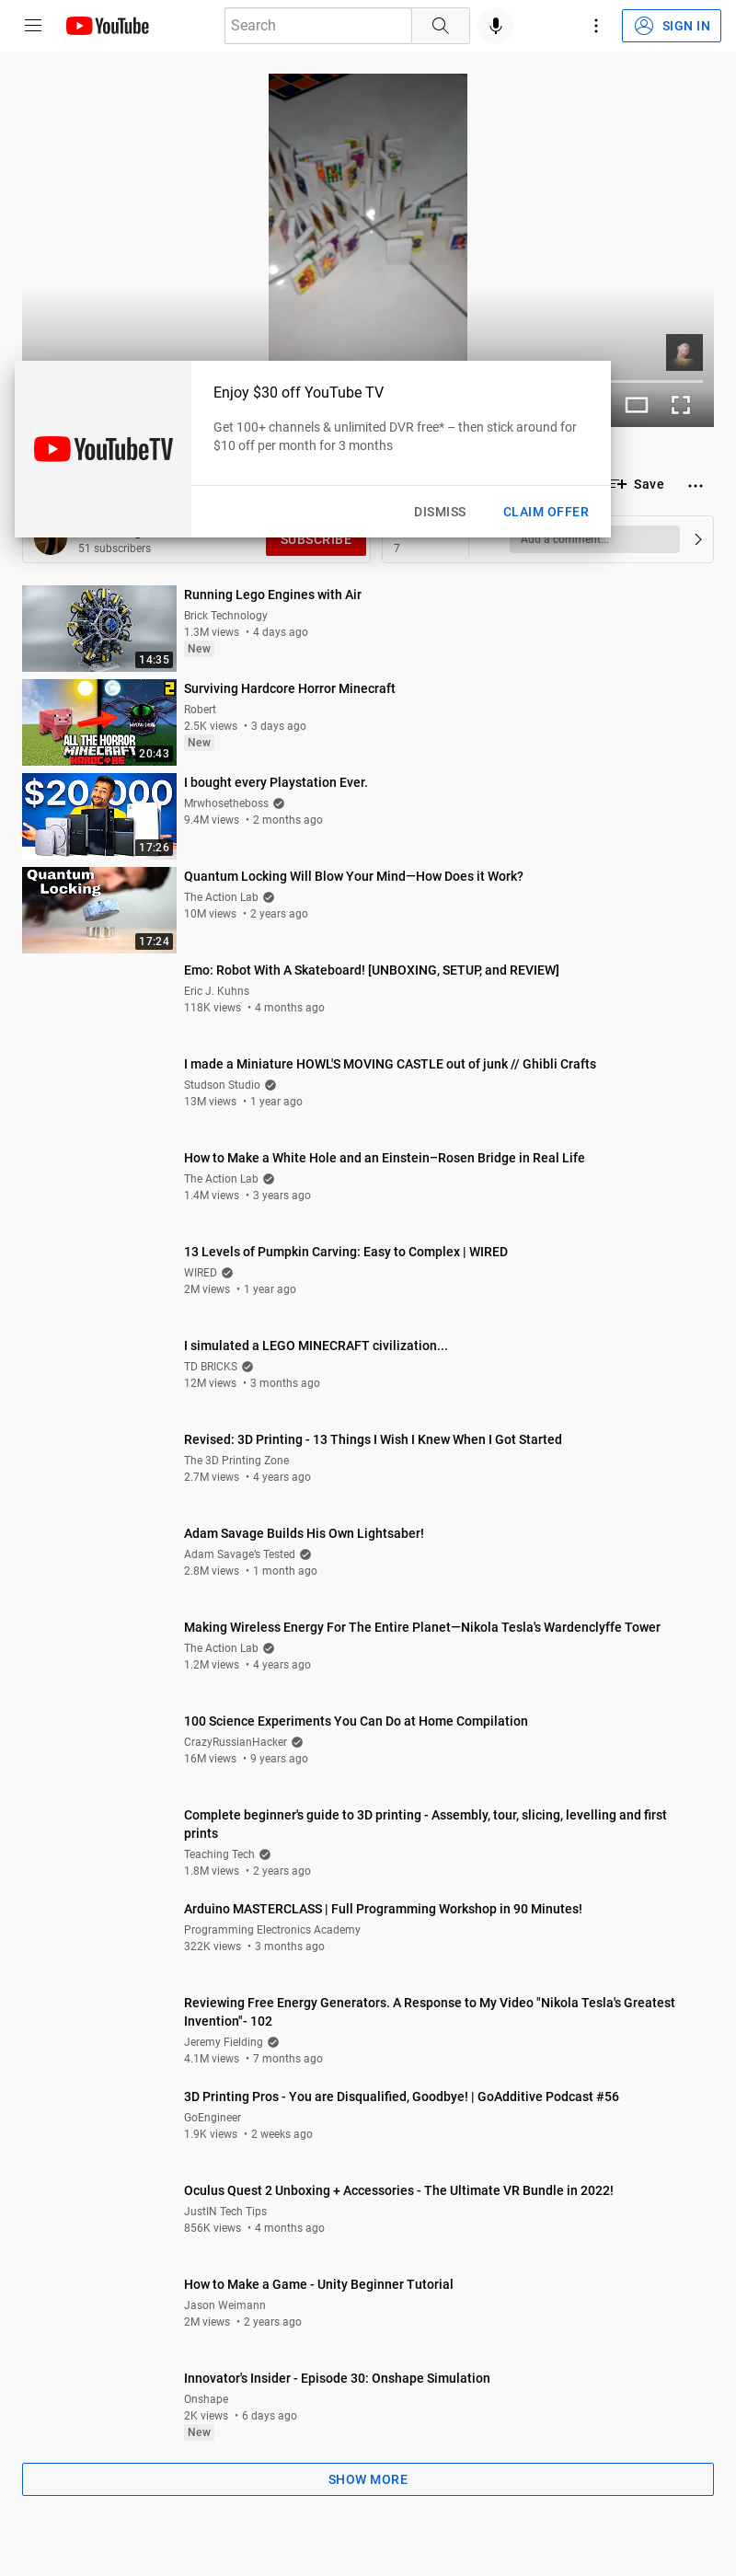 YouTube
Search
SIGN IN
Enjoy $30 off YouTube TV
YouTubeTV
Get 100+ channels & unlimited DVR free* – then stick around for
$10 off per month for 3 months
Save
DISMISS
CLAIM OFFER
51 subscribers
SUBSCRIBE
7
Add a comment...
Running Lego Engines with Air
Brick Technology
1.3M views • 4 days ago
New
14:35
Surviving Hardcore Horror Minecraft
Robert
2.5K views • 3 days ago
New
2
ALL THE HORROR
MINECRAFT
HARDCORE
20:43
I bought every Playstation Ever.
Mrwhosetheboss
9.4M views • 2 months ago
$20,000
17:26
Quantum Locking Will Blow Your Mind—How Does it Work?
The Action Lab
10M views • 2 years ago
Quantum
Locking
17:24
Emo: Robot With A Skateboard! [UNBOXING, SETUP, and REVIEW]
Eric J. Kuhns
118K views • 4 months ago
I made a Miniature HOWL'S MOVING CASTLE out of junk // Ghibli Crafts
Studson Studio
13M views • 1 year ago
How to Make a White Hole and an Einstein–Rosen Bridge in Real Life
The Action Lab
1.4M views • 3 years ago
13 Levels of Pumpkin Carving: Easy to Complex | WIRED
WIRED
2M views • 1 year ago
I simulated a LEGO MINECRAFT civilization...
TD BRICKS
12M views • 3 months ago
Revised: 3D Printing - 13 Things I Wish I Knew When I Got Started
The 3D Printing Zone
2.7M views • 4 years ago
Adam Savage Builds His Own Lightsaber!
Adam Savage's Tested
2.8M views • 1 month ago
Making Wireless Energy For The Entire Planet—Nikola Tesla's Wardenclyffe Tower
The Action Lab
1.2M views • 4 years ago
100 Science Experiments You Can Do at Home Compilation
CrazyRussianHacker
16M views • 9 years ago
Complete beginner's guide to 3D printing - Assembly, tour, slicing, levelling and first
prints
Teaching Tech
1.8M views • 2 years ago
Arduino MASTERCLASS | Full Programming Workshop in 90 Minutes!
Programming Electronics Academy
322K views • 3 months ago
Reviewing Free Energy Generators. A Response to My Video "Nikola Tesla's Greatest
Invention"- 102
Jeremy Fielding
4.1M views • 7 months ago
3D Printing Pros - You are Disqualified, Goodbye! | GoAdditive Podcast #56
GoEngineer
1.9K views • 2 weeks ago
Oculus Quest 2 Unboxing + Accessories - The Ultimate VR Bundle in 2022!
JustIN Tech Tips
856K views • 4 months ago
How to Make a Game - Unity Beginner Tutorial
Jason Weimann
2M views • 2 years ago
Innovator's Insider - Episode 30: Onshape Simulation
Onshape
2K views • 6 days ago
New
SHOW MORE